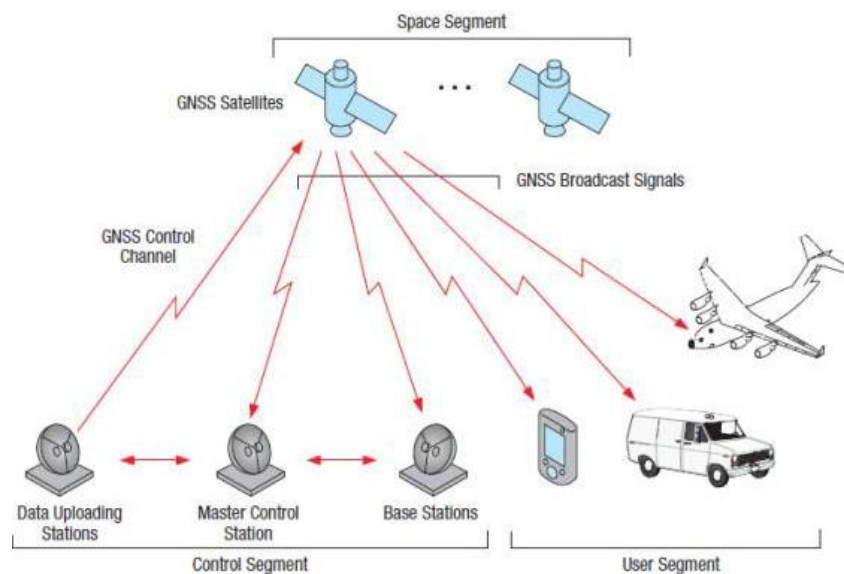 Space Segment
GNSS Satellites
GNSS Broadcast Signals
GNSS Control
Channel
Data Uploading
Stations
Master Control
Station
Base Stations
Control Segment
User Segment